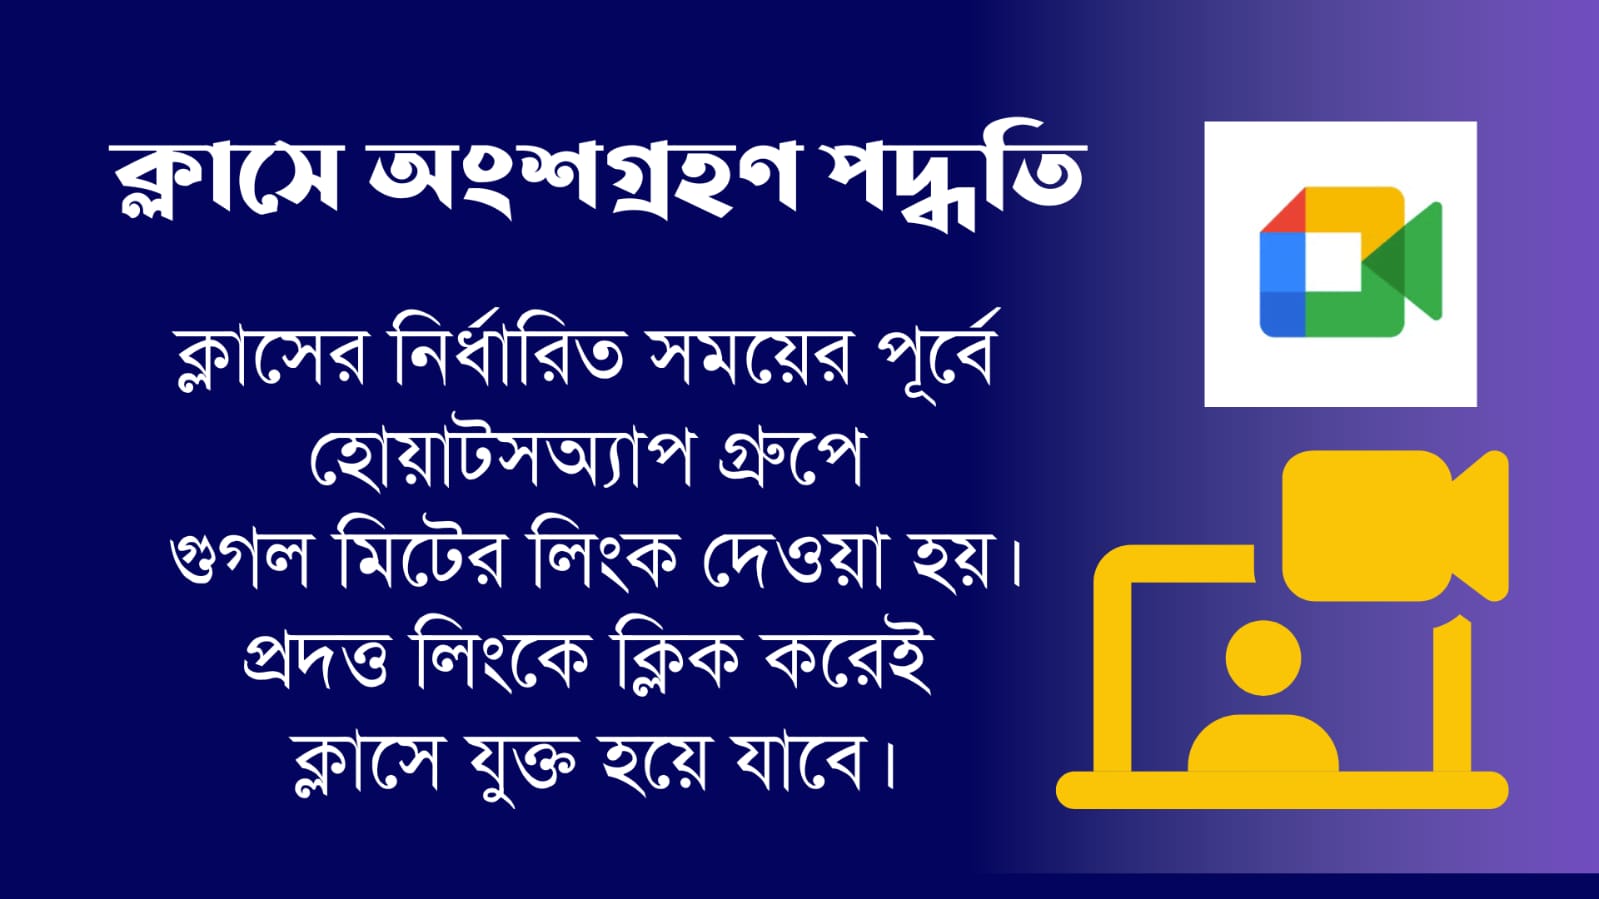 ক্লাসে অংশগ্রহণ পদ্ধতি
ক্লাসের নির্ধারিত সময়ের পূর্বে
হোয়াটসঅ্যাপ গ্রুপে
গুগল মিটের লিংক দেওয়া হয়।
প্রদত্ত লিংকে ক্লিক করেই
ক্লাসে যুক্ত হয়ে যাবে।